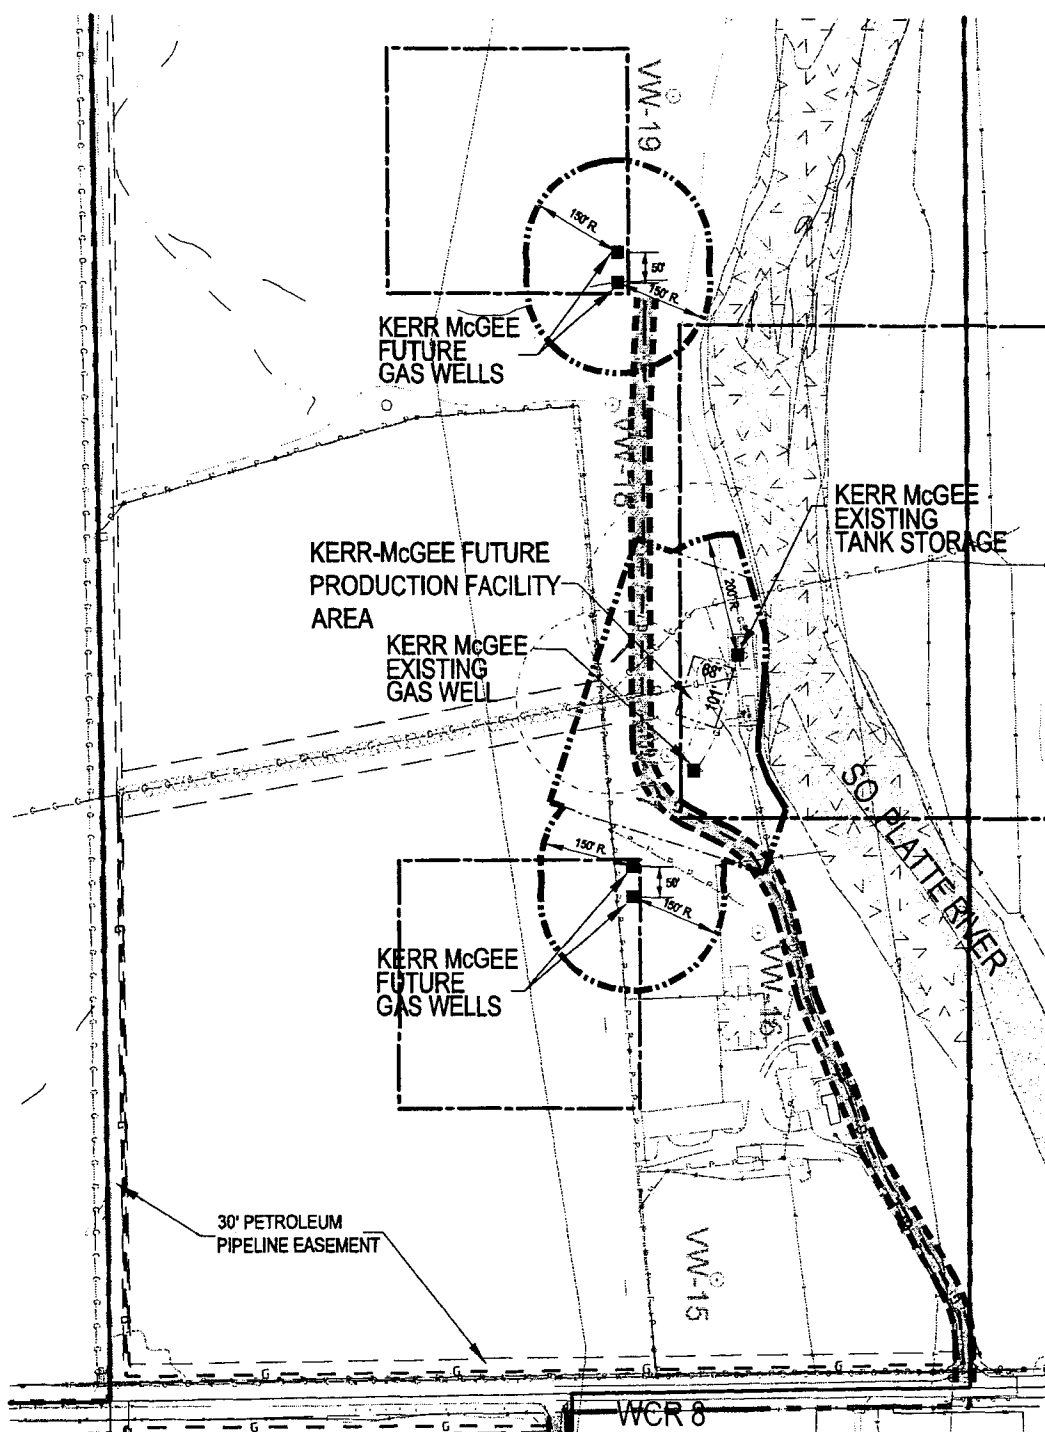 VW-19
150' R.
50'
150' R.
KERR McGEE
FUTURE
GAS WELLS
VW-18
KERR McGEE
EXISTING
TANK STORAGE
KERR-McGEE FUTURE
PRODUCTION FACILITY
AREA
200' R.
KERR McGEE
EXISTING
GAS WELL
68'
101'
SO. PLATTE RIVER
150' R.
50'
150' R.
KERR McGEE
FUTURE
GAS WELLS
VW-16
30' PETROLEUM
PIPELINE EASEMENT
VW-15
G G G G
WCR 8
G G G